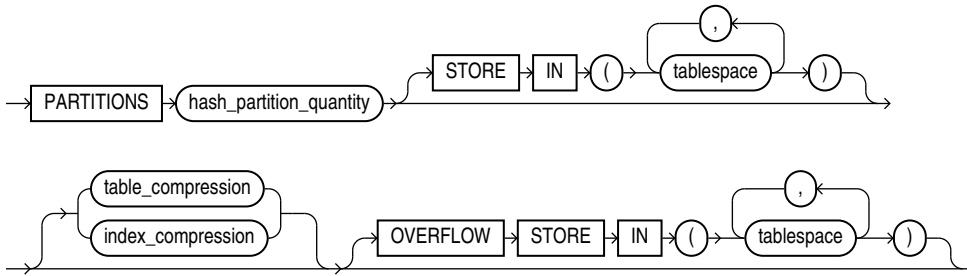 ,
STORE IN ( tablespace )
PARTITIONS hash_partition_quantity
table_compression
,
index_compression OVERFLOW STORE IN ( tablespace )